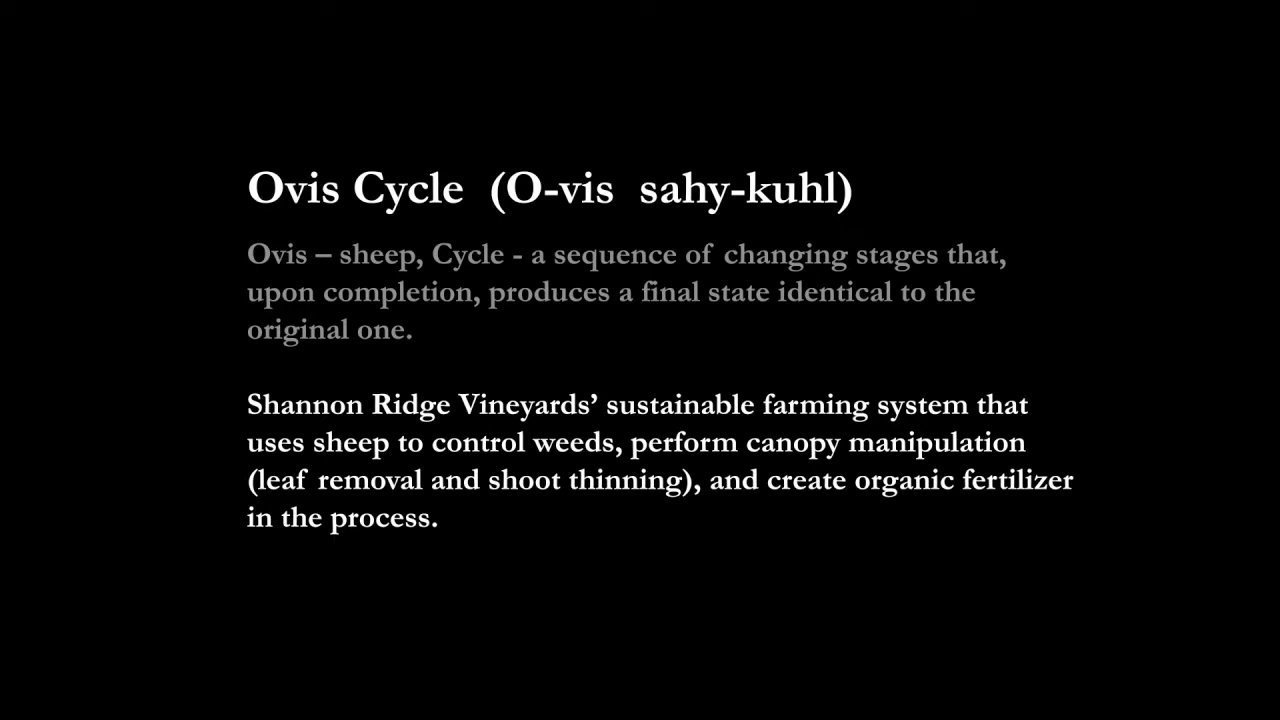 Ovis Cycle (O-vis sahy-kuhl)
Ovis – sheep, Cycle - a sequence of changing stages that,
upon completion, produces a final state identical to the
original one.
Shannon Ridge Vineyards’ sustainable farming system that
uses sheep to control weeds, perform canopy manipulation
(leaf removal and shoot thinning), and create organic fertilizer
in the process.